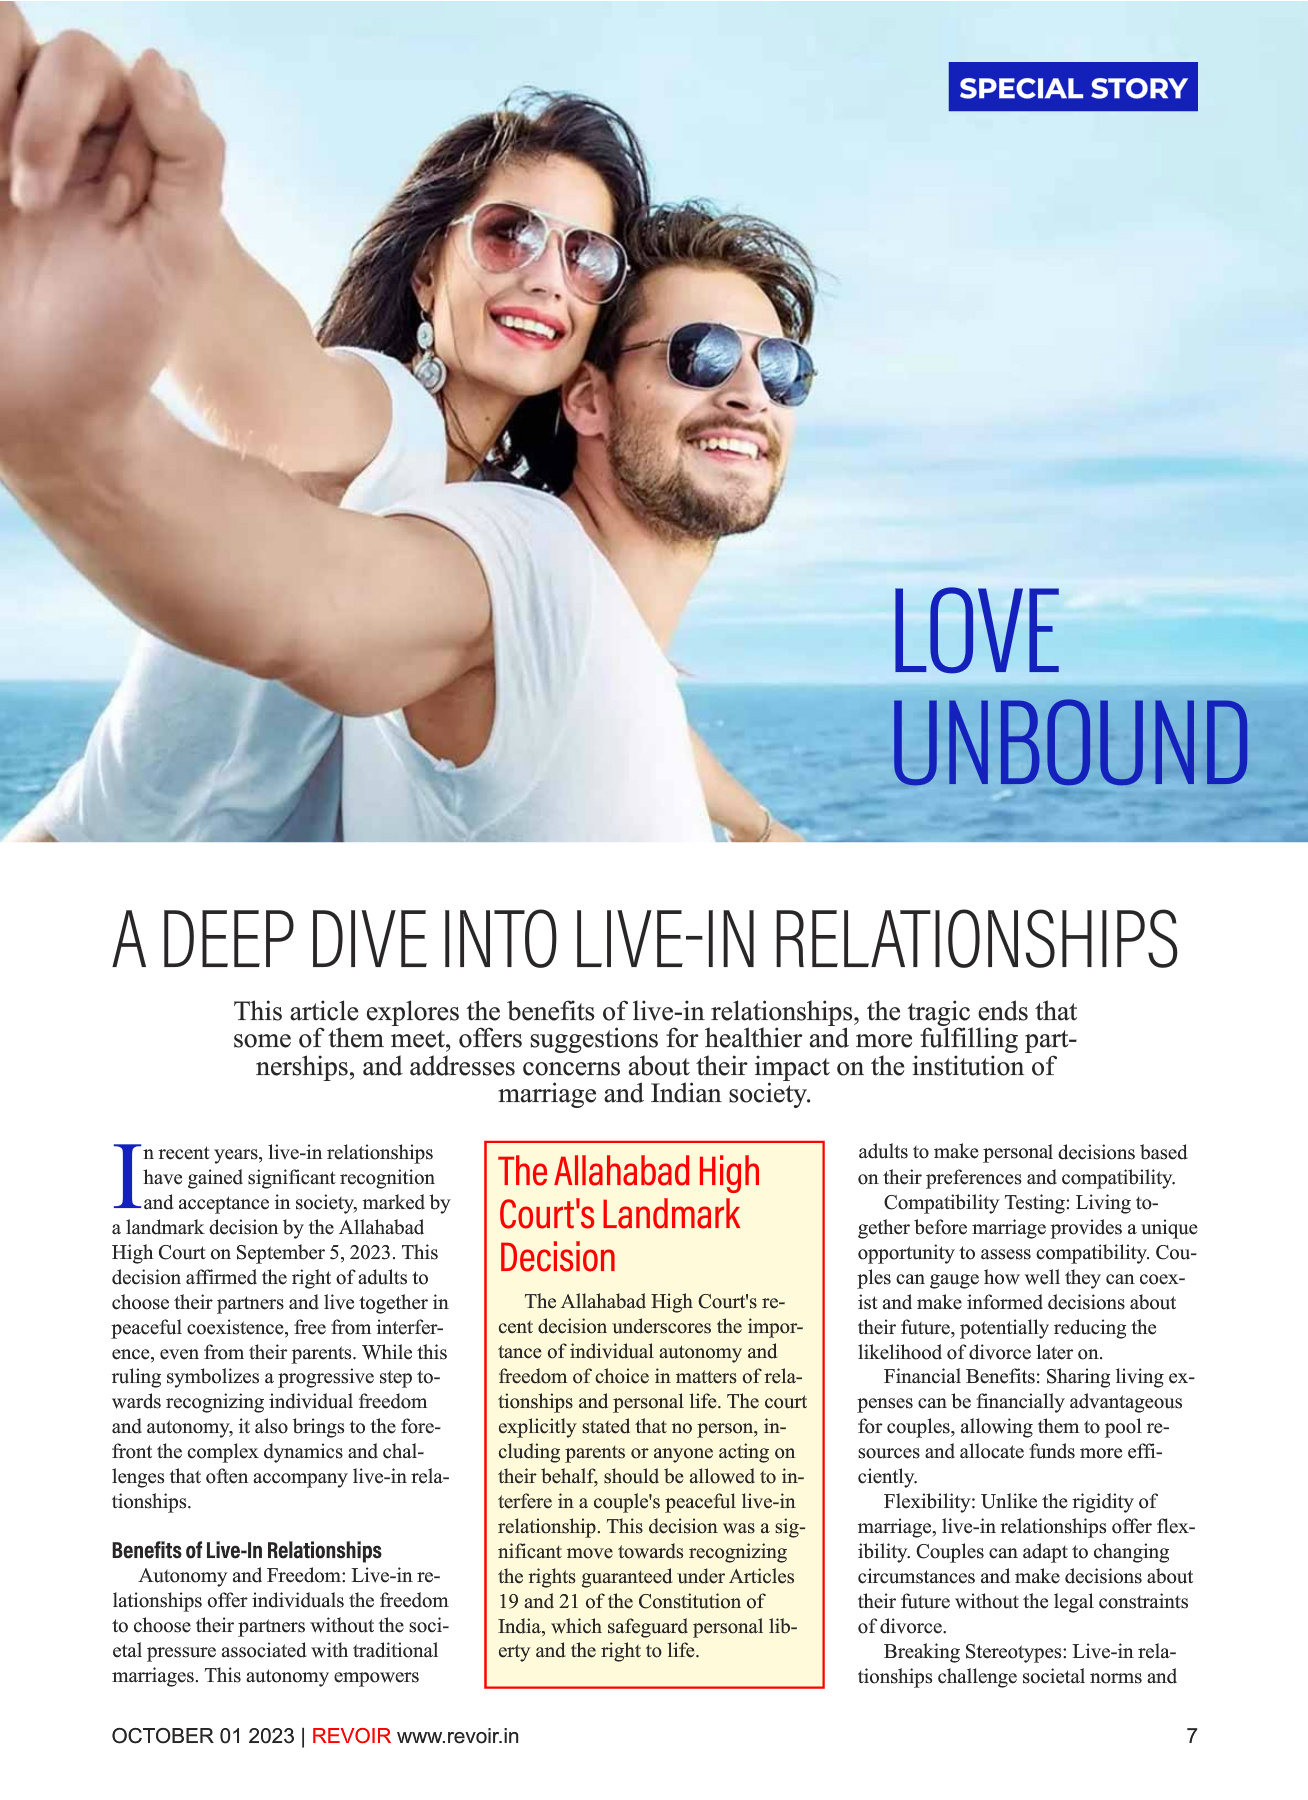 SPECIAL STORY
LOVE
UNBOUND
A DEEP DIVE INTO LIVE-IN RELATIONSHIPS
This article explores the benefits of live-in relationships, the tragic ends that
some of them meet, offers suggestions for healthier and more fulfilling part-
nerships, and addresses concerns about their impact on the institution of
marriage and Indian society.
In recent years, live-in relationships
have gained significant recognition
and acceptance in society, marked by
a landmark decision by the Allahabad
High Court on September 5, 2023. This
decision affirmed the right of adults to
choose their partners and live together in
peaceful coexistence, free from interfer-
ence, even from their parents. While this
ruling symbolizes a progressive step to-
wards recognizing individual freedom
and autonomy, it also brings to the fore-
front the complex dynamics and chal-
lenges that often accompany live-in rela-
tionships.
Benefits of Live-In Relationships
Autonomy and Freedom: Live-in re-
lationships offer individuals the freedom
to choose their partners without the soci-
etal pressure associated with traditional
marriages. This autonomy empowers
The Allahabad High
Court's Landmark
Decision
The Allahabad High Court's re-
cent decision underscores the impor-
tance of individual autonomy and
freedom of choice in matters of rela-
tionships and personal life. The court
explicitly stated that no person, in-
cluding parents or anyone acting on
their behalf, should be allowed to in-
terfere in a couple's peaceful live-in
relationship. This decision was a sig-
nificant move towards recognizing
the rights guaranteed under Articles
19 and 21 of the Constitution of
India, which safeguard personal lib-
erty and the right to life.
adults to make personal decisions based
on their preferences and compatibility.
Compatibility Testing: Living to-
gether before marriage provides a unique
opportunity to assess compatibility. Cou-
ples can gauge how well they can coex-
ist and make informed decisions about
their future, potentially reducing the
likelihood of divorce later on.
Financial Benefits: Sharing living ex-
penses can be financially advantageous
for couples, allowing them to pool re-
sources and allocate funds more effi-
ciently.
Flexibility: Unlike the rigidity of
marriage, live-in relationships offer flex-
ibility. Couples can adapt to changing
circumstances and make decisions about
their future without the legal constraints
of divorce.
Breaking Stereotypes: Live-in rela-
tionships challenge societal norms and
OCTOBER 01 2023 | REVOIR www.revoir.in
7